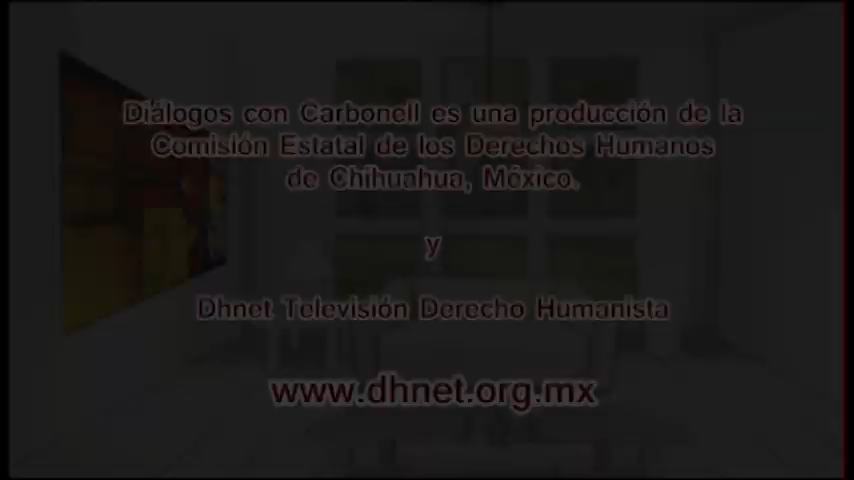 Diálogos con Carbonell es una producción de la
Comisión Estatal de los Derechos Humanos
de Chihuahua, México.
y
Dhnet Televisión Derecho Humanista
www.dhnet.org.mx